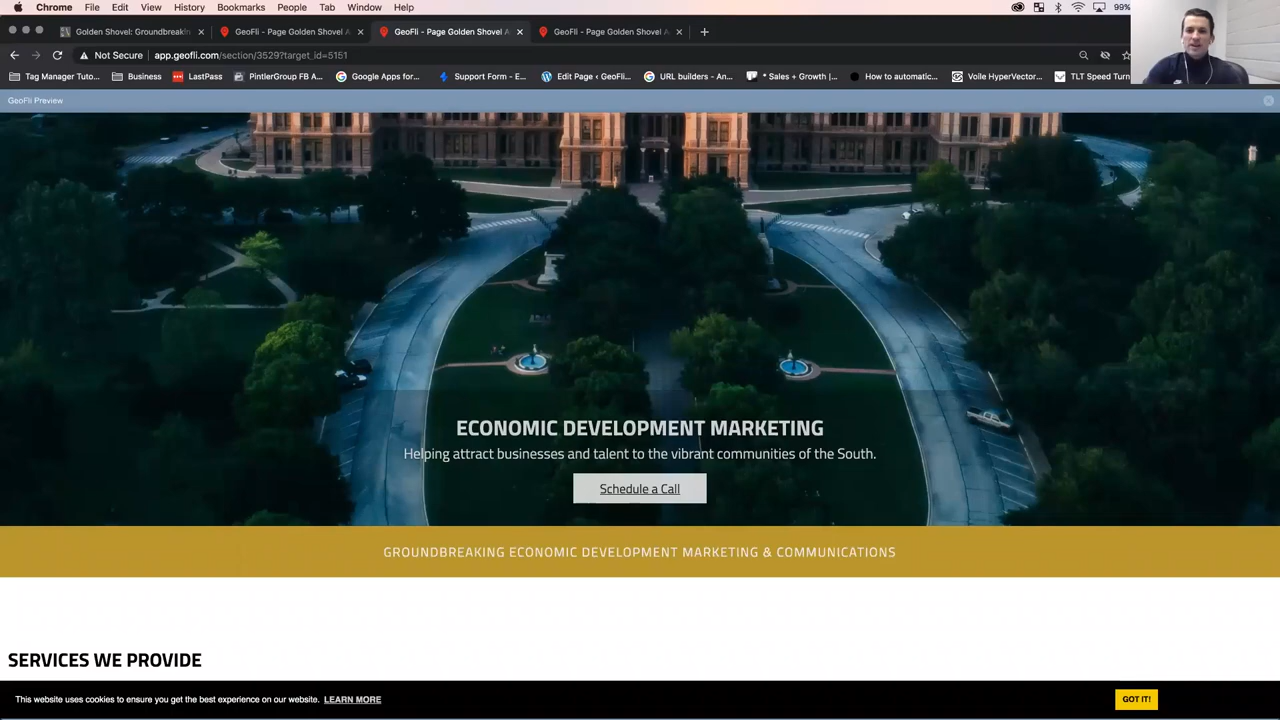 Chrome File Edit View History Bookmarks People Tab Window Help 99%
Golden Shovel: Groundbreakin
GeoFli - Page Golden Shovel A
GeoFli - Page Golden Shovel A
GeoFli - Page Golden Shovel A
Not Secure app.geofli.com/section/3529?target_id=5151
Tag Manager Tuto... Business LastPass PintlerGroup FB A... Google Apps for... Support Form - E... Edit Page ‹ GeoFli... URL builders - An... * Sales + Growth |... How to automatic... Voile HyperVector... TLT Speed Turn
GeoFli Preview
ECONOMIC DEVELOPMENT MARKETING
Helping attract businesses and talent to the vibrant communities of the South.
Schedule a Call
GROUNDBREAKING ECONOMIC DEVELOPMENT MARKETING & COMMUNICATIONS
SERVICES WE PROVIDE
This website uses cookies to ensure you get the best experience on our website. LEARN MORE
GOT IT!